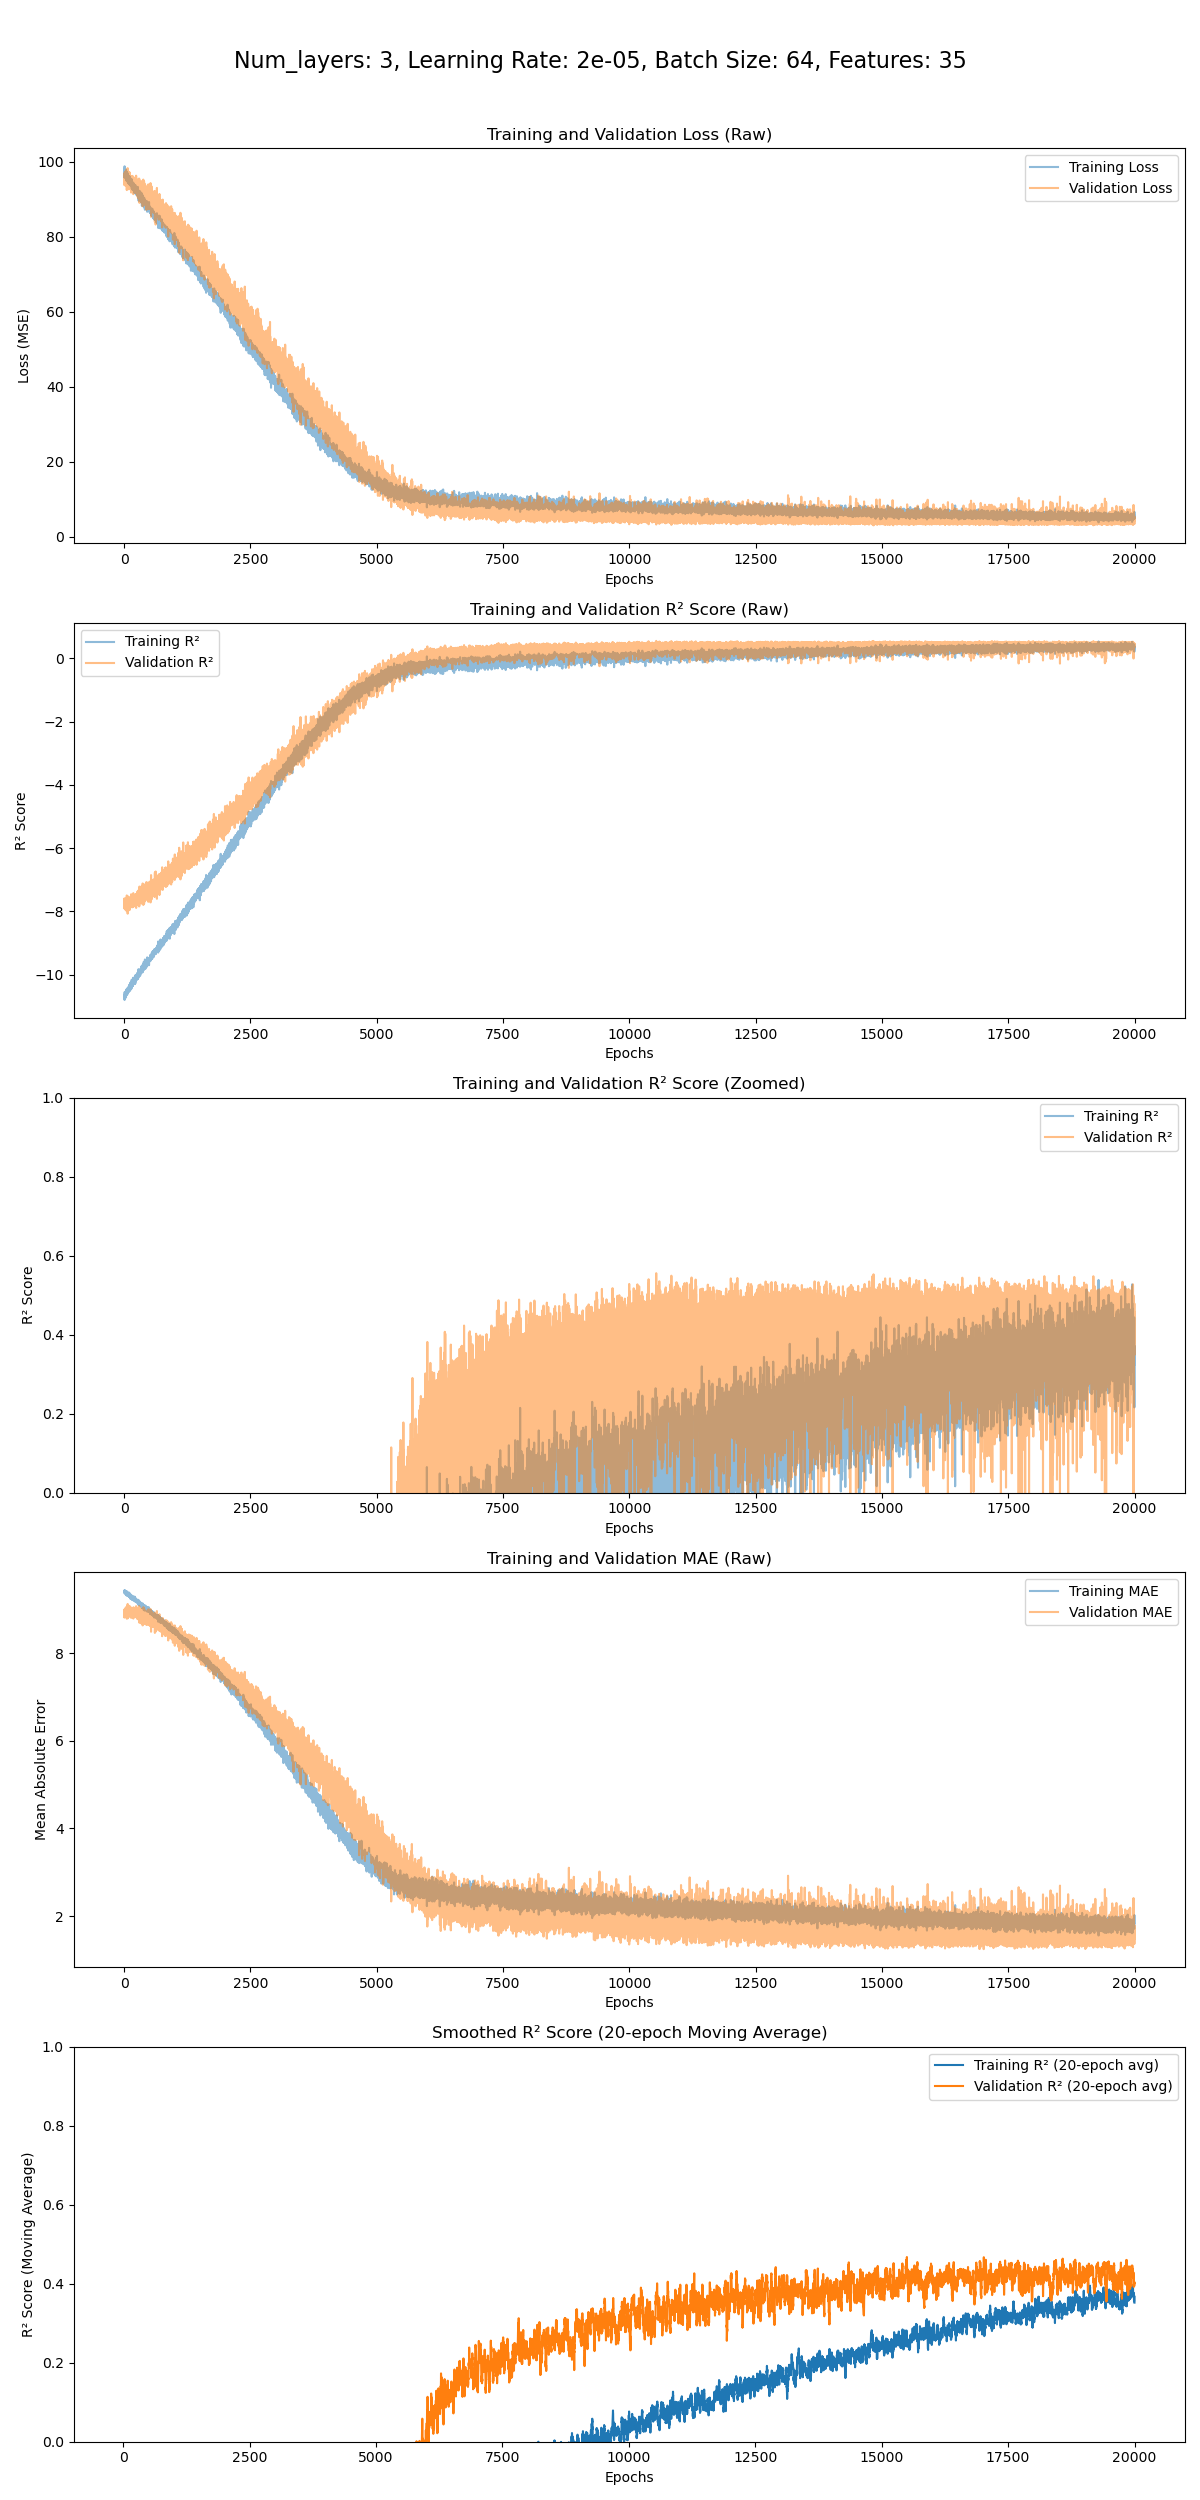 Num_layers: 3, Learning Rate: 2e-05, Batch Size: 64, Features: 35
Training and Validation Loss (Raw)
Training Loss
Validation Loss
Loss (MSE)
100
80
60
40
20
0
0 2500 5000 7500 10000 12500 15000 17500 20000
Epochs
Training and Validation R² Score (Raw)
Training R²
Validation R²
R² Score
0
−2
−4
−6
−8
−10
0 2500 5000 7500 10000 12500 15000 17500 20000
Epochs
Training and Validation R² Score (Zoomed)
Training R²
Validation R²
R² Score
1.0
0.8
0.6
0.4
0.2
0.0
0 2500 5000 7500 10000 12500 15000 17500 20000
Epochs
Training and Validation MAE (Raw)
Training MAE
Validation MAE
Mean Absolute Error
8
6
4
2
0 2500 5000 7500 10000 12500 15000 17500 20000
Epochs
Smoothed R² Score (20-epoch Moving Average)
Training R² (20-epoch avg)
Validation R² (20-epoch avg)
R² Score (Moving Average)
1.0
0.8
0.6
0.4
0.2
0.0
0 2500 5000 7500 10000 12500 15000 17500 20000
Epochs